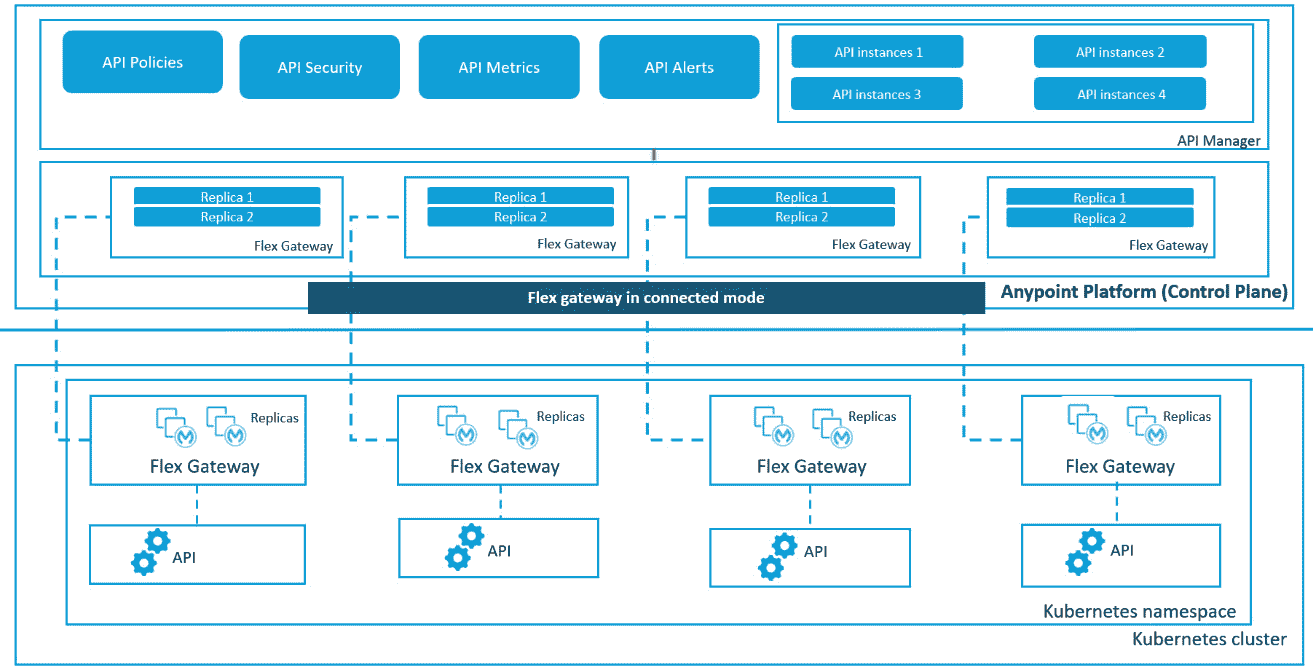 API Policies
API Security
API Metrics
API Alerts
API instances 1
API instances 2
API instances 3
API instances 4
API Manager
Replica 1
Replica 2
Flex Gateway
Replica 1
Replica 2
Flex Gateway
Replica 1
Replica 2
Flex Gateway
Replica 1
Replica 2
Flex Gateway
Flex gateway in connected mode
Anypoint Platform (Control Plane)
Replicas
Flex Gateway
Replicas
Flex Gateway
Replicas
Flex Gateway
Replicas
Flex Gateway
API
API
API
API
Kubernetes namespace
Kubernetes cluster